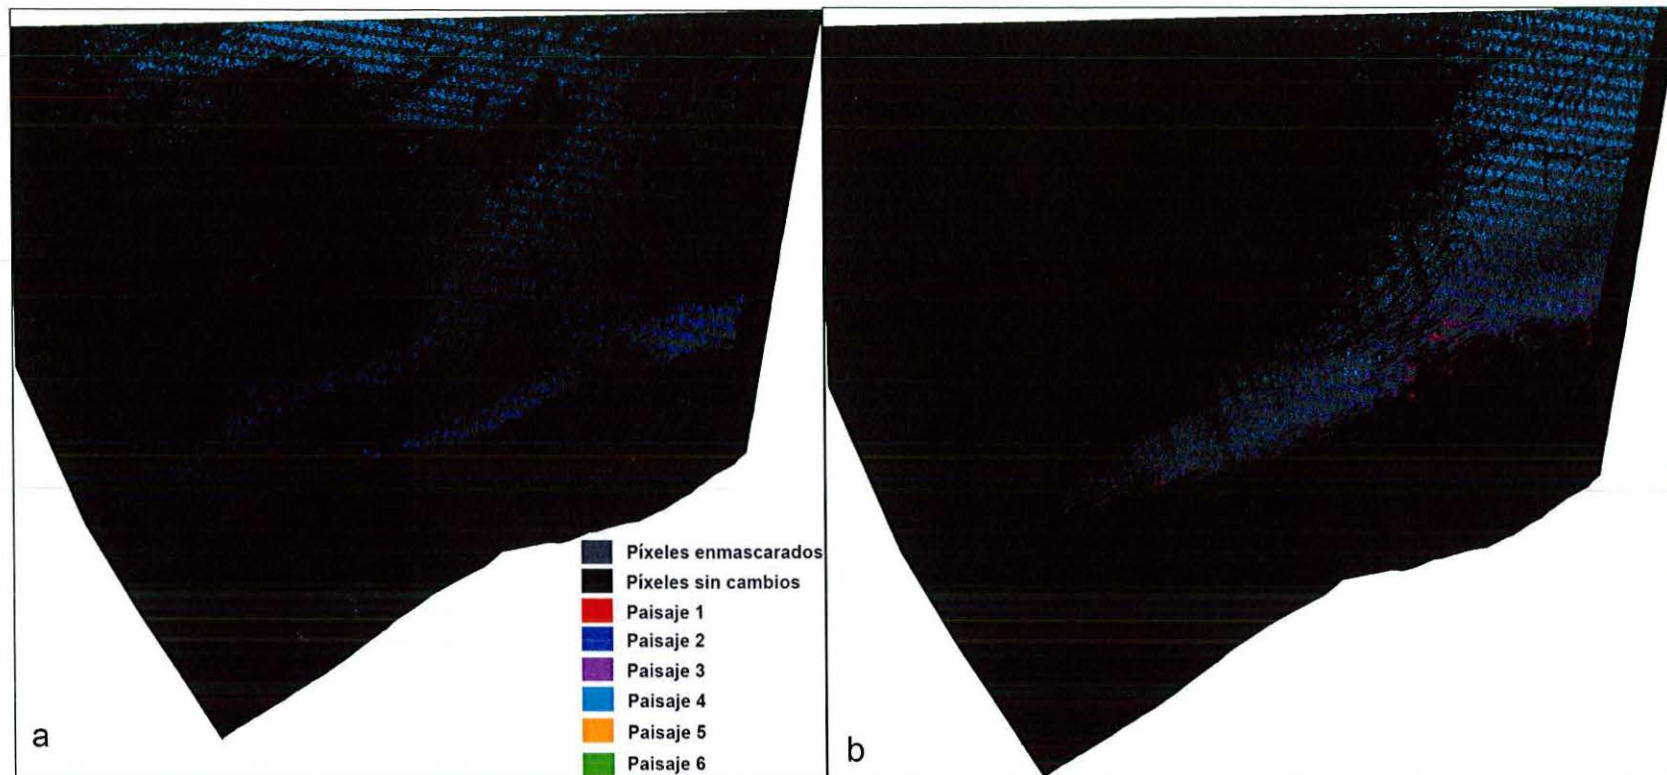 Píxeles enmascarados
Píxeles sin cambios
Paisaje 1
Paisaje 2
Paisaje 3
Paisaje 4
Paisaje 5
Paisaje 6
a
b